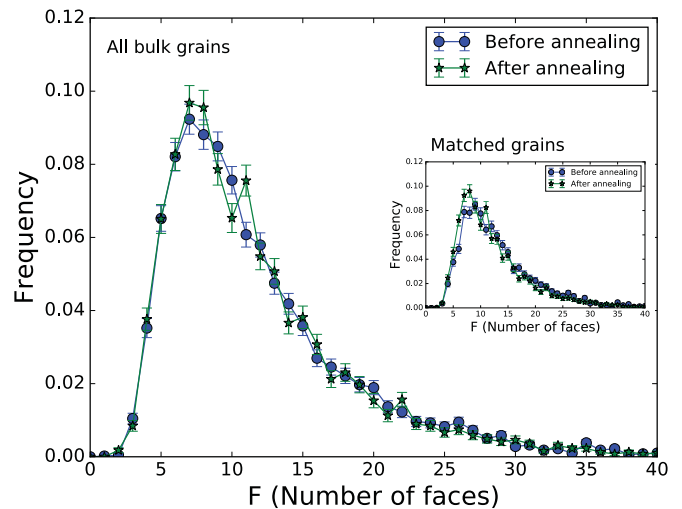 All bulk grains
Before annealing
After annealing
0.10
0.08
0.06
0.04
0.02
0.00
Frequency
0 5 10 15 20 25 30 35 40
F (Number of faces)
Matched grains
Before annealing
After annealing
0.12
0.10
0.08
0.06
0.04
0.02
0.00
Frequency
0 5 10 15 20 25 30 35 40
F (Number of faces)